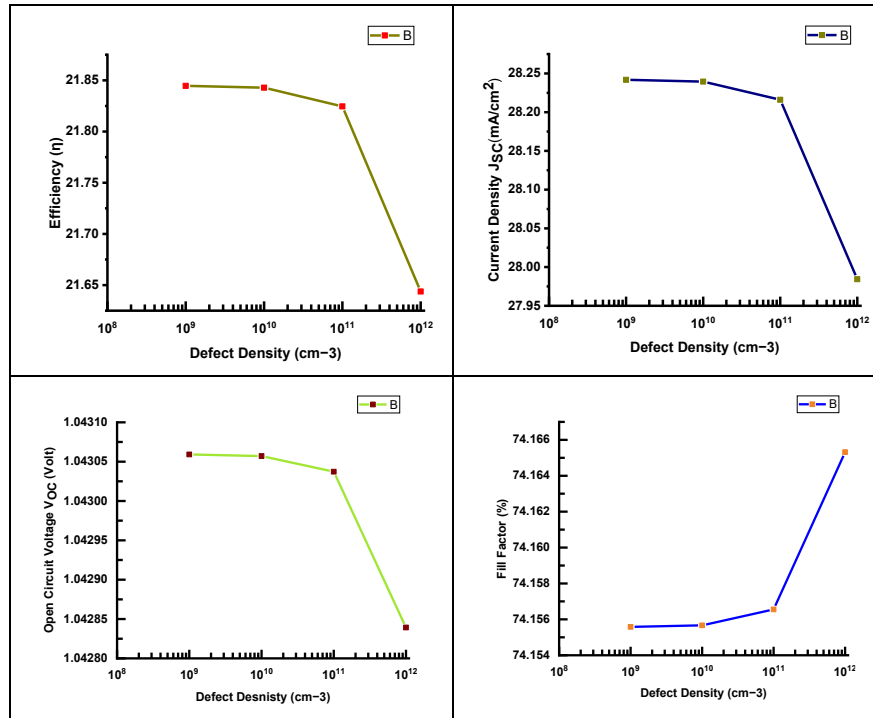 B
Efficiency (η)
21.85
21.80
21.75
21.70
21.65
10⁸ 10⁹ 10¹⁰ 10¹¹ 10¹²
Defect Density (cm−3)
B
Current Density JSC(mA/cm²)
28.25
28.20
28.15
28.10
28.05
28.00
27.95
10⁸ 10⁹ 10¹⁰ 10¹¹ 10¹²
Defect Density (cm−3)
B
Open Circuit Voltage VOC (Volt)
1.04310
1.04305
1.04300
1.04295
1.04290
1.04285
1.04280
10⁸ 10⁹ 10¹⁰ 10¹¹ 10¹²
Defect Desnisty (cm−3)
B
Fill Factor (%)
74.166
74.164
74.162
74.160
74.158
74.156
74.154
10⁸ 10⁹ 10¹⁰ 10¹¹ 10¹²
Defect Density (cm−3)